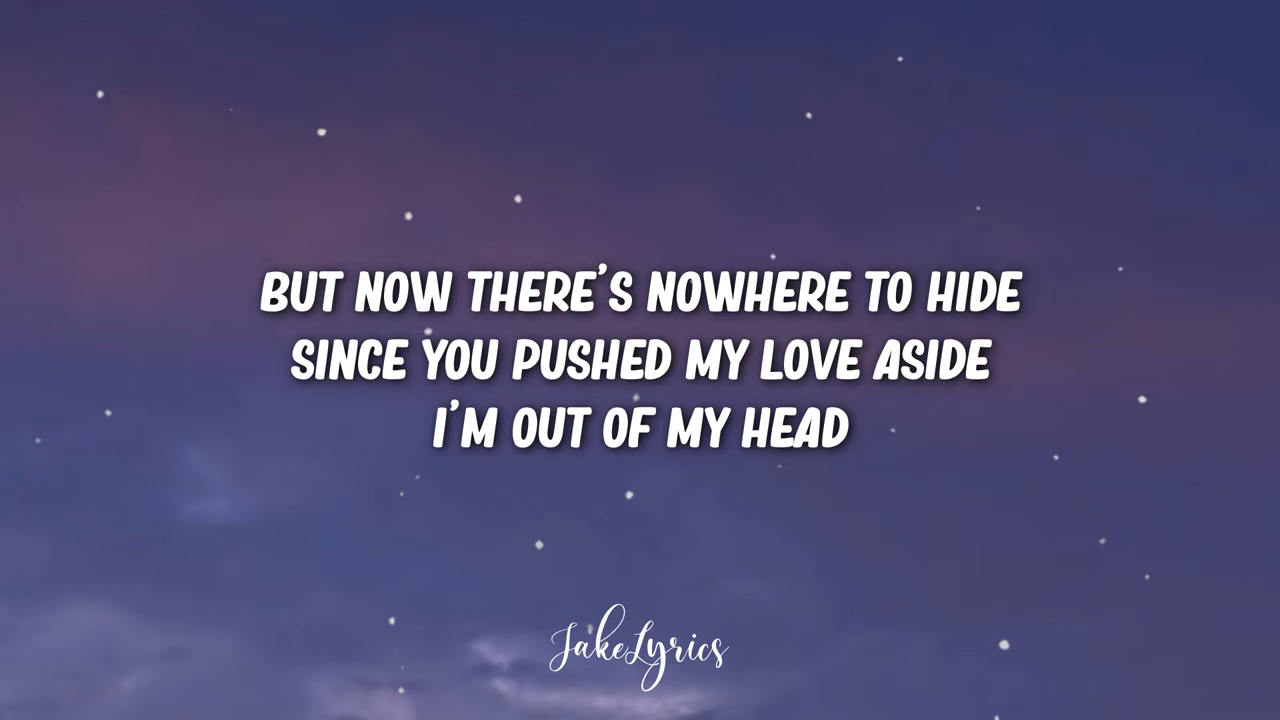 BUT NOW THERE'S NOWHERE TO HIDE
SINCE YOU PUSHED MY LOVE ASIDE
I'M OUT OF MY HEAD
JakeLyrics